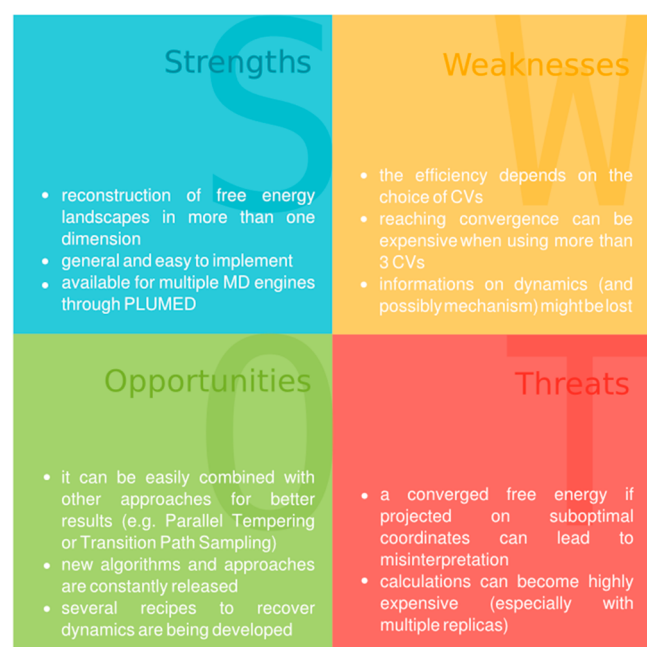 Strengths
• reconstruction of free energy
landscapes in more than one
dimension
• general and easy to implement
• available for multiple MD engines
through PLUMED
Weaknesses
• the efficiency depends on the
choice of CVs
• reaching convergence can be
expensive when using more than
3 CVs
• informations on dynamics (and
possibly mechanism) might be lost
Opportunities
• it can be easily combined with
other approaches for better
results (e.g. Parallel Tempering
or Transition Path Sampling)
• new algorithms and approaches
are constantly released
• several recipes to recover
dynamics are being developed
Threats
• a converged free energy if
projected on suboptimal
coordinates can lead to
misinterpretation
• calculations can become highly
expensive (especially with
multiple replicas)
S
W
O
T